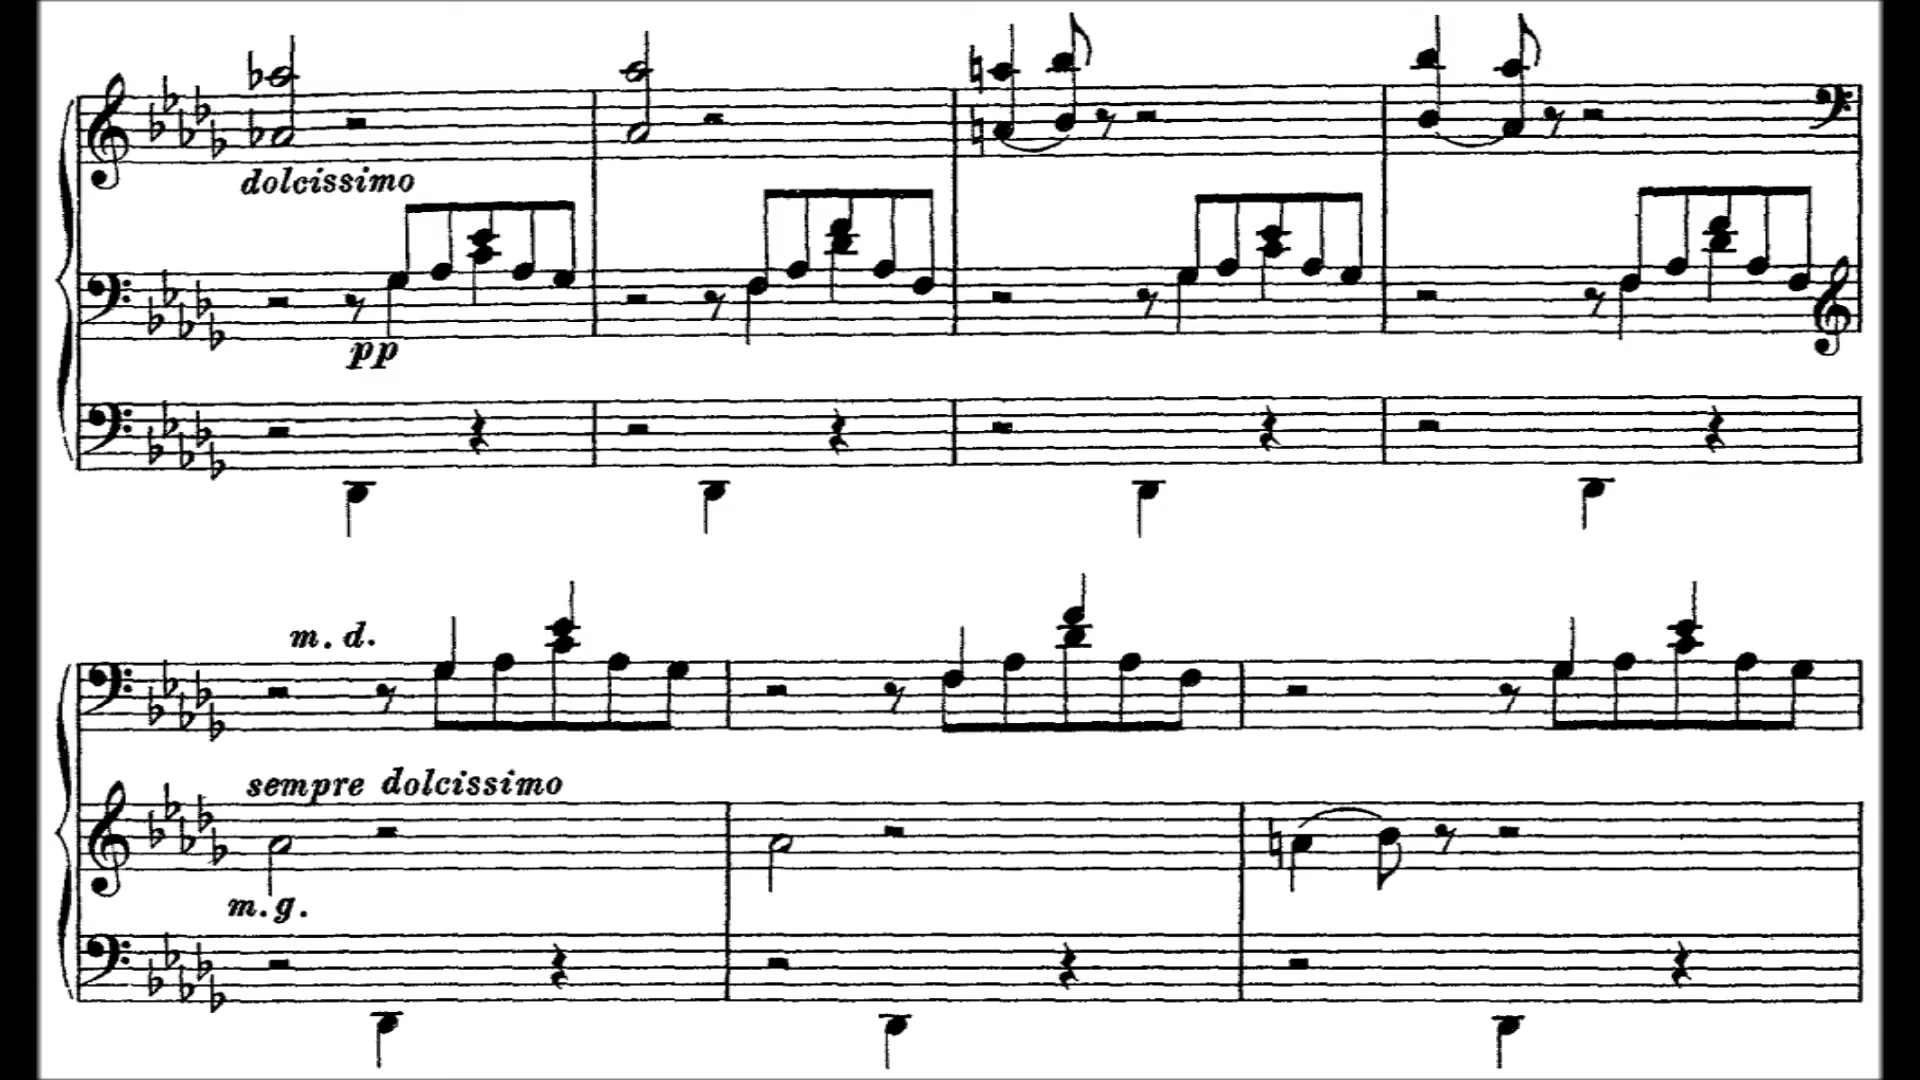 dolcissimo
pp
m. d.
sempre dolcissimo
m. g.